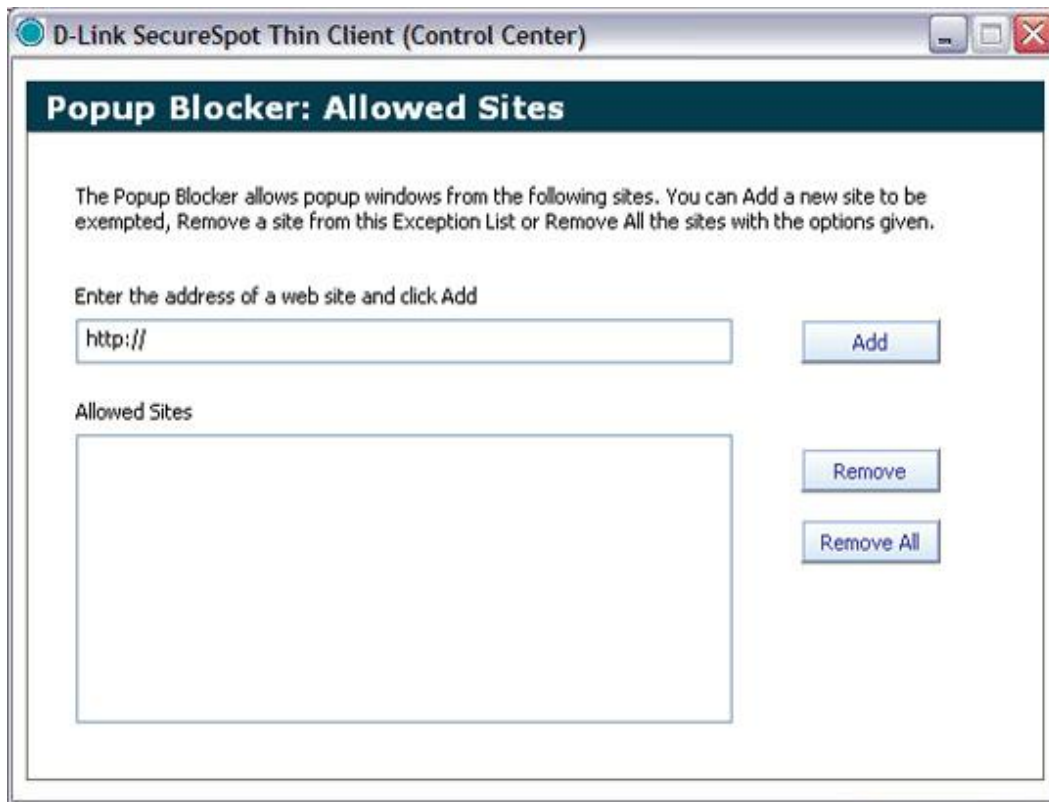 D-Link SecureSpot Thin Client (Control Center)
Popup Blocker: Allowed Sites
The Popup Blocker allows popup windows from the following sites. You can Add a new site to be
exempted, Remove a site from this Exception List or Remove All the sites with the options given.
Enter the address of a web site and click Add
http://
Add
Allowed Sites
Remove
Remove All